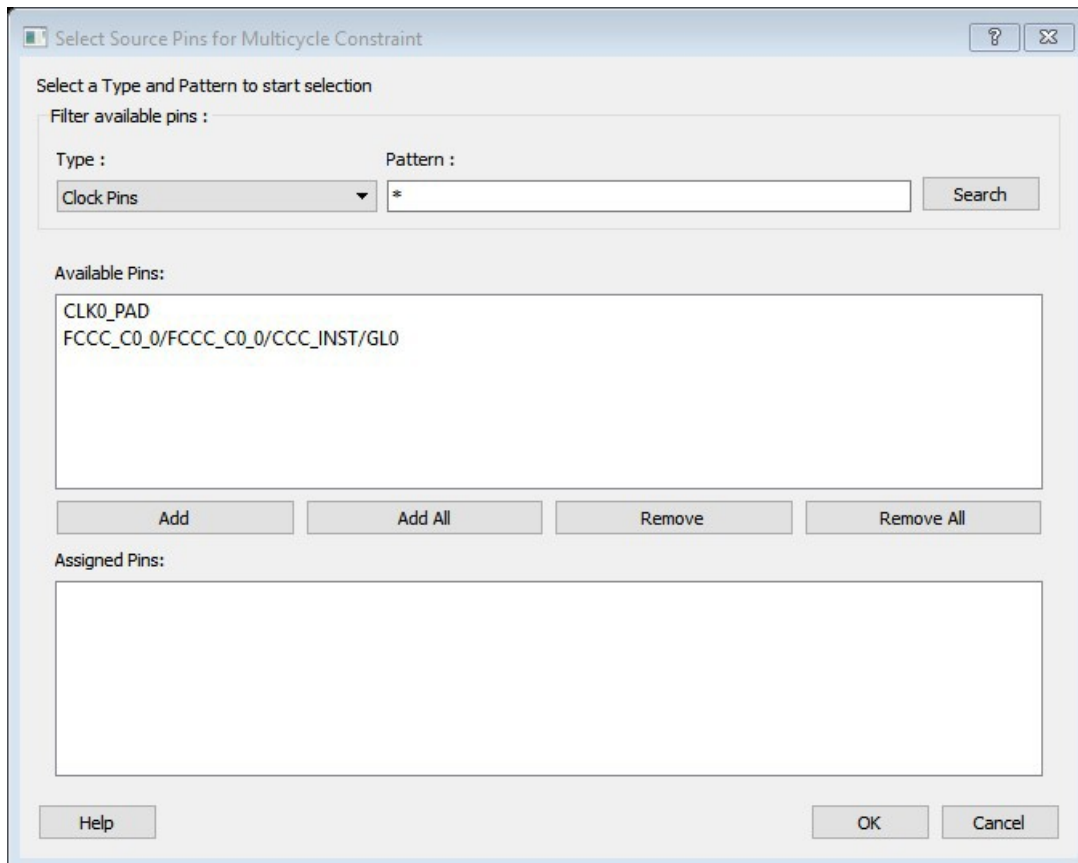 Select Source Pins for Multicycle Constraint
Select a Type and Pattern to start selection
Filter available pins :
Type : Pattern :
Clock Pins * Search
Available Pins:
CLK0_PAD
FCCC_C0_0/FCCC_C0_0/CCC_INST/GL0
Add Add All Remove Remove All
Assigned Pins:
Help OK Cancel